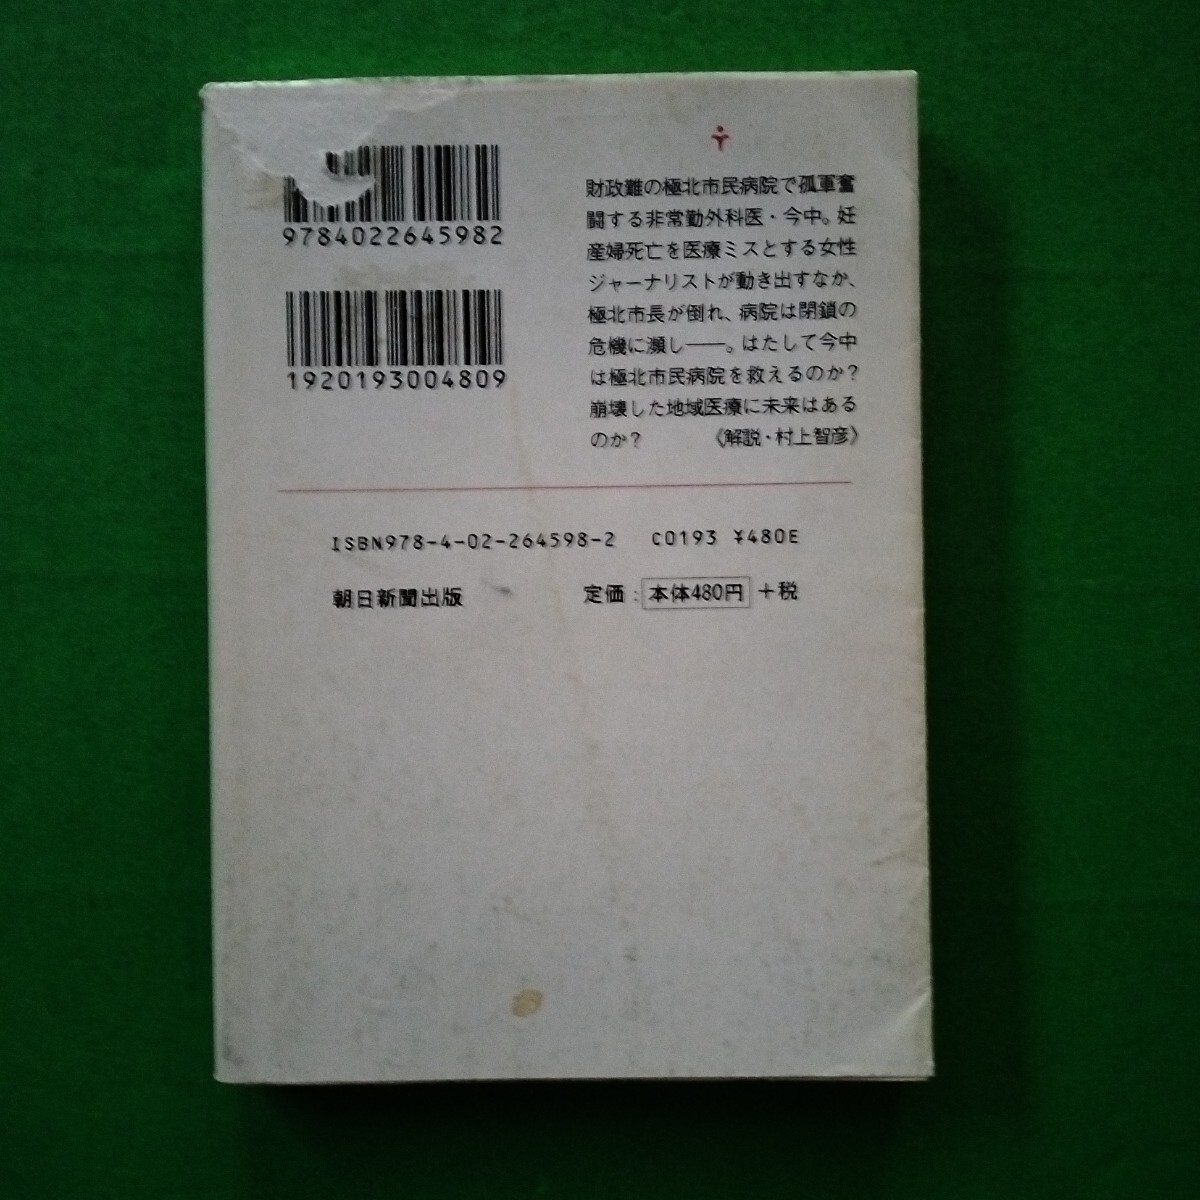 9784022645982
1920193004809
財政難の極北市民病院で孤軍奮
闘する非常勤外科医・今中。妊
産婦死亡を医療ミスとする女性
ジャーナリストが動き出すなか、
極北市長が倒れ、病院は閉鎖の
危機に瀕し――。はたして今中
は極北市民病院を救えるのか?
崩壊した地域医療に未来はある
のか? 《解説・村上智彦》
ISBN978-4-02-264598-2 C0193 ¥480E
朝日新聞出版 定価:本体480円+税